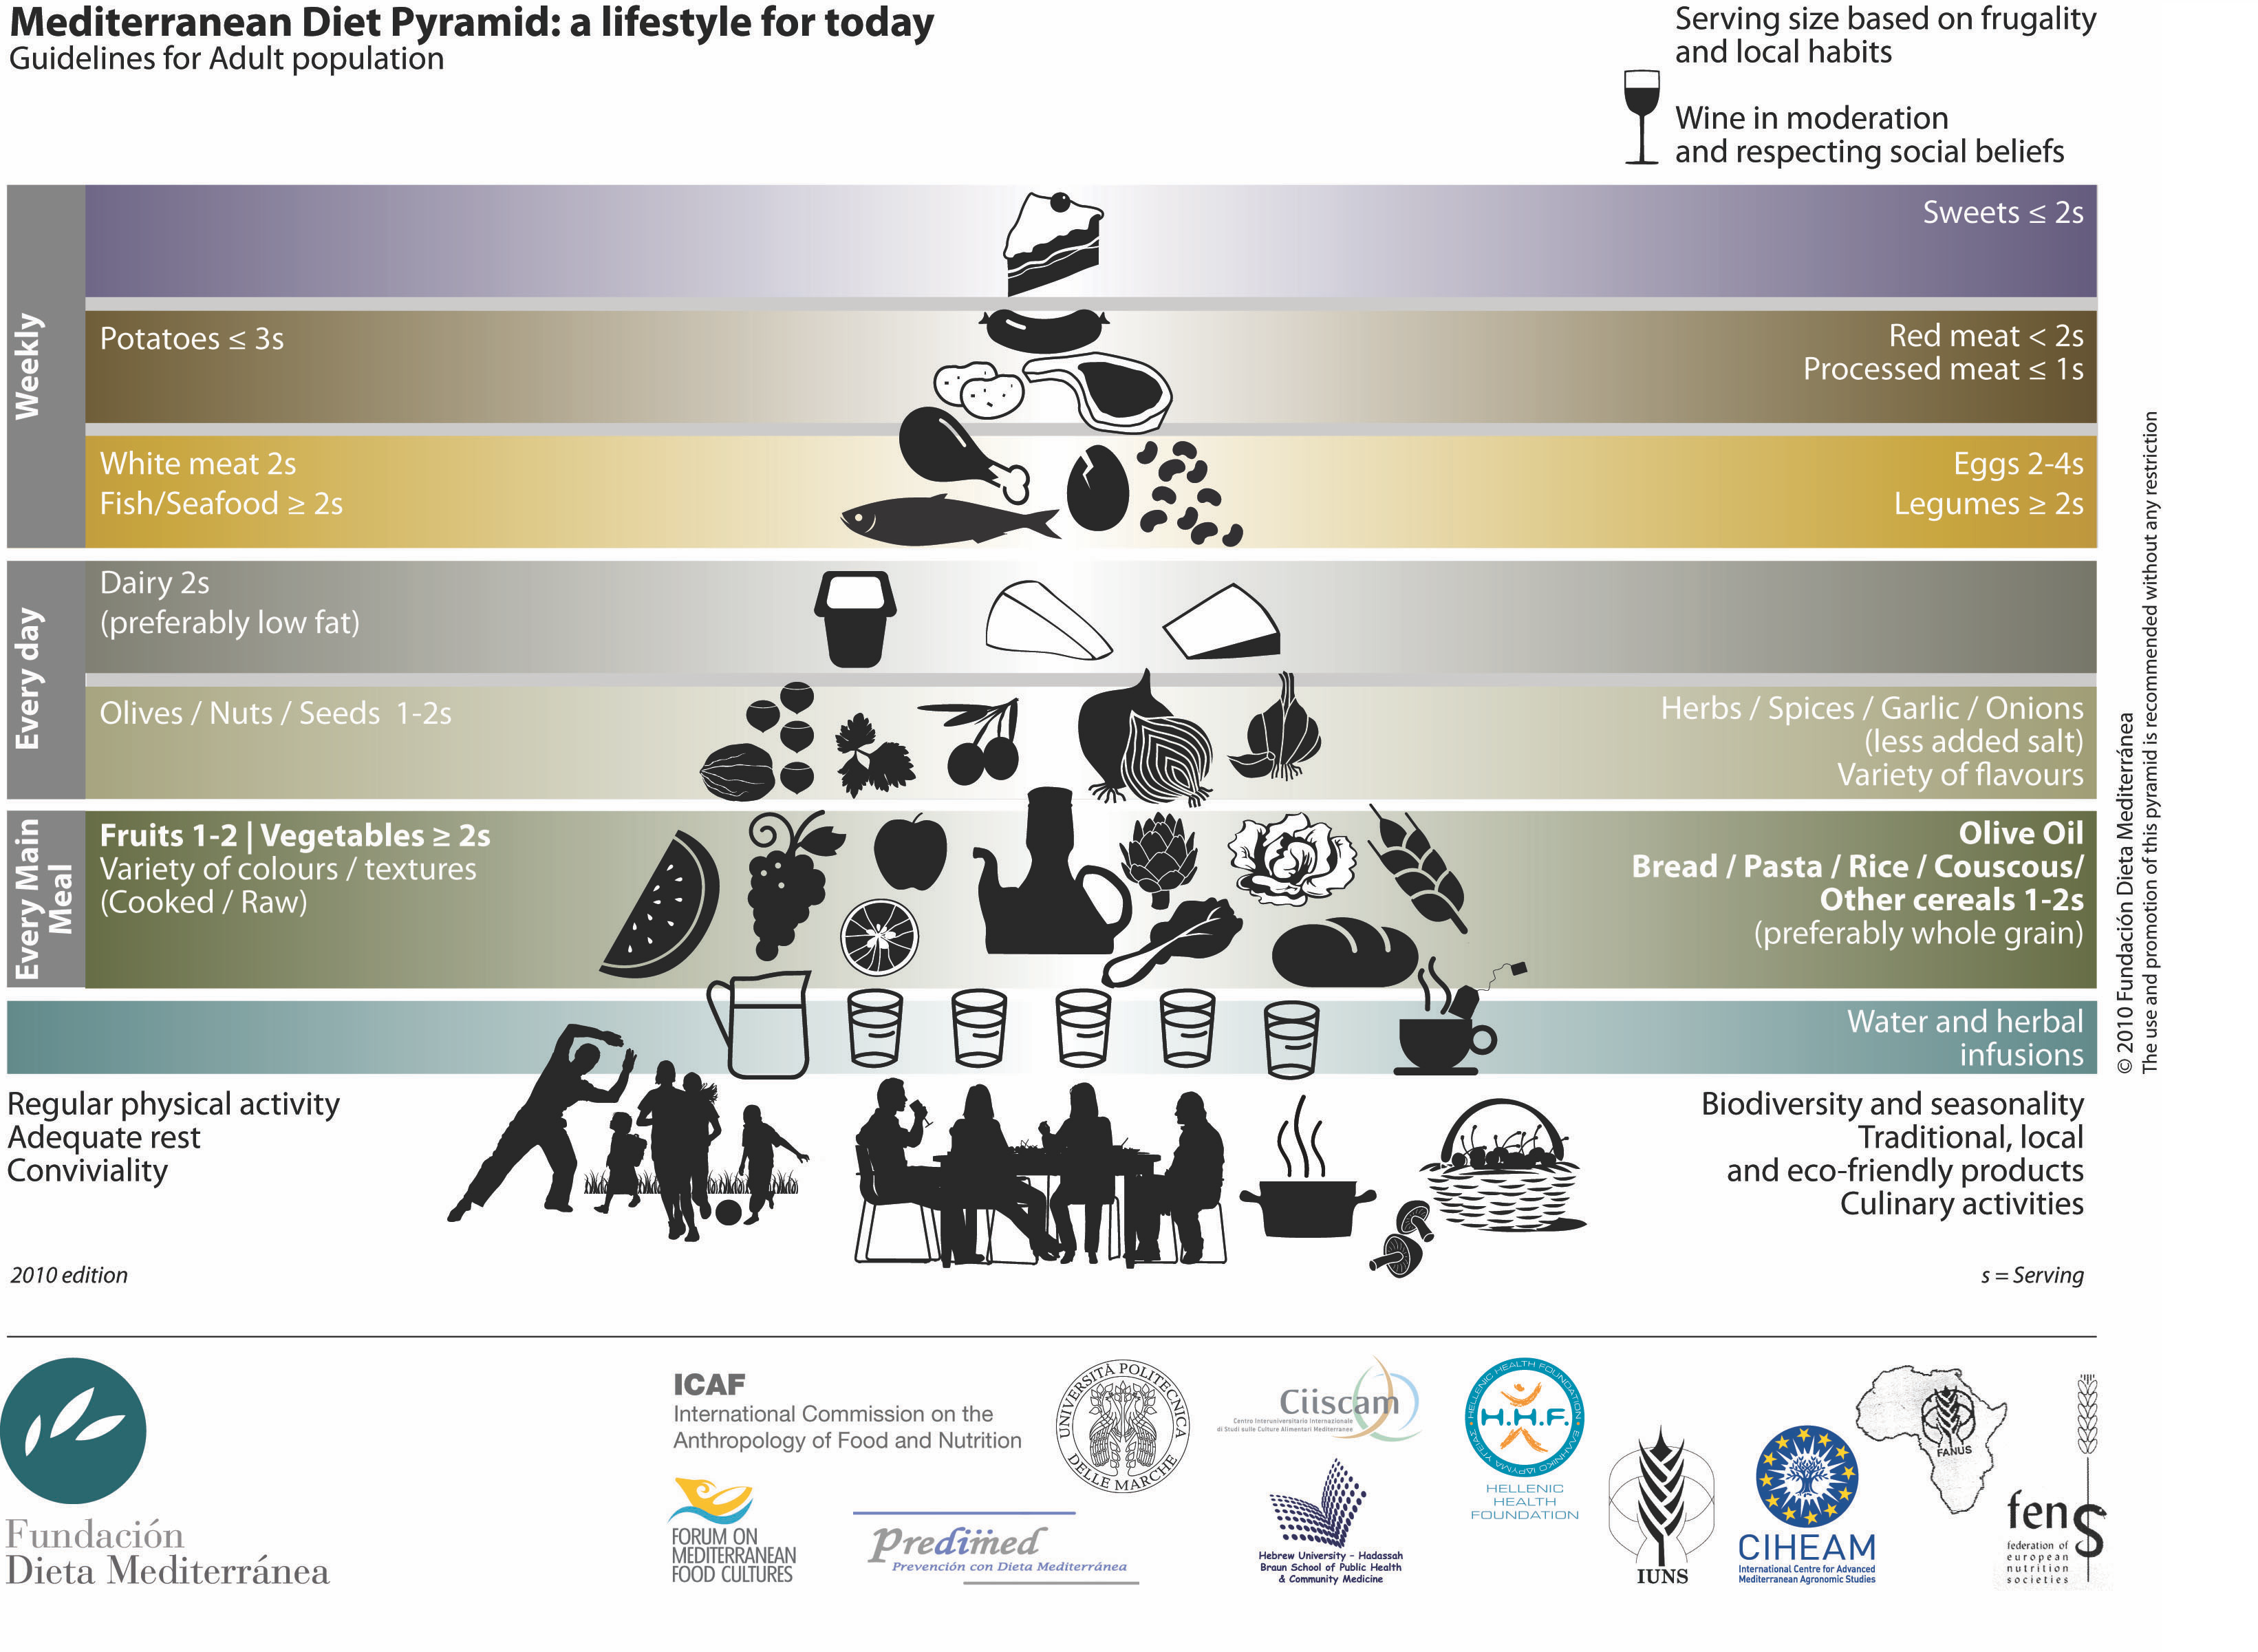 Mediterranean Diet Pyramid: a lifestyle for today
Guidelines for Adult population
Serving size based on frugality
and local habits
Wine in moderation
and respecting social beliefs
Weekly
Sweets ≤ 2s
Potatoes ≤ 3s
Red meat < 2s
Processed meat ≤ 1s
White meat 2s
Fish/Seafood ≥ 2s
Eggs 2-4s
Legumes ≥ 2s
Every day
Dairy 2s
(preferably low fat)
Olives / Nuts / Seeds 1-2s
Herbs / Spices / Garlic / Onions
(less added salt)
Variety of flavours
Every Main
Meal
Fruits 1-2 | Vegetables ≥ 2s
Variety of colours / textures
(Cooked / Raw)
Olive Oil
Bread / Pasta / Rice / Couscous/
Other cereals 1-2s
(preferably whole grain)
Water and herbal
infusions
Regular physical activity
Adequate rest
Conviviality
Biodiversity and seasonality
Traditional, local
and eco-friendly products
Culinary activities
2010 edition
s = Serving
© 2010 Fundación Dieta Mediterránea
The use and promotion of this pyramid is recommended without any restriction
Fundación
Dieta Mediterránea
ICAF
International Commission on the
Anthropology of Food and Nutrition
FORUM ON
MEDITERRANEAN
FOOD CULTURES
UNIVERSITÀ POLITECNICA
DELLE MARCHE
Predimed
Prevención con Dieta Mediterránea
Ciiscam
Centro Interuniversitario Internazionale
di Studi sulle Culture Alimentari Mediterranee
Hebrew University - Hadassah
Braun School of Public Health
& Community Medicine
HELLENIC HEALTH FOUNDATION
ΕΛΛΗΝΙΚΟ ΙΔΡΥΜΑ ΥΓΕΙΑΣ
H.H.F.
HELLENIC
HEALTH
FOUNDATION
IUNS
CIHEAM
International Centre for Advanced
Mediterranean Agronomic Studies
FANUS
fens
federation of
european
nutrition
societies